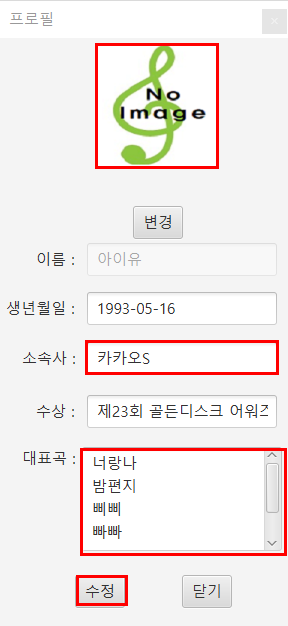 프로필
No
Image
변경
이름 :
아이유
생년월일 :
1993-05-16
소속사 :
카카오S
수상 :
제23회 골든디스크 어워즈
대표곡 :
너랑나
밤편지
삐삐
빠빠
수정
닫기